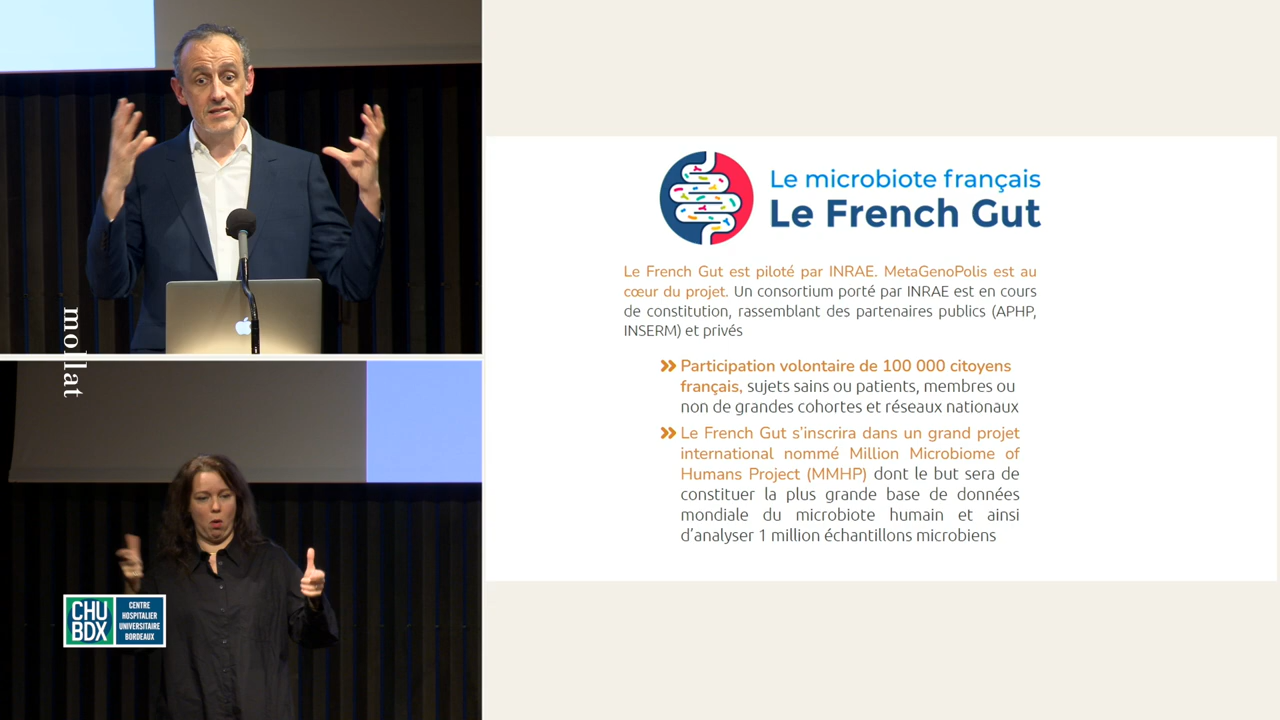 mollat
CHU
BDX
CENTRE
HOSPITALIER
UNIVERSITAIRE
BORDEAUX
Le microbiote français
Le French Gut
Le French Gut est piloté par INRAE. MetaGenoPolis est au
cœur du projet. Un consortium porté par INRAE est en cours
de constitution, rassemblant des partenaires publics (APHP,
INSERM) et privés
Participation volontaire de 100 000 citoyens
français, sujets sains ou patients, membres ou
non de grandes cohortes et réseaux nationaux
Le French Gut s’inscrira dans un grand projet
international nommé Million Microbiome of
Humans Project (MMHP) dont le but sera de
constituer la plus grande base de données
mondiale du microbiote humain et ainsi
d’analyser 1 million échantillons microbiens